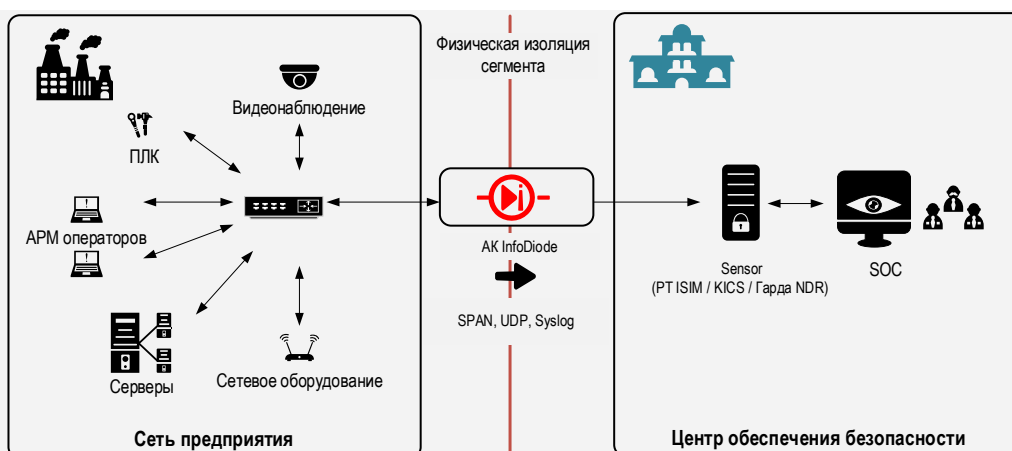 Физическая изоляция
сегмента
Видеонаблюдение
ПЛК
АРМ операторов
АК InfoDiode
Sensor
(PT ISIM / KICS / Гарда NDR)
SOC
SPAN, UDP, Syslog
Серверы
Сетевое оборудование
Сеть предприятия
Центр обеспечения безопасности